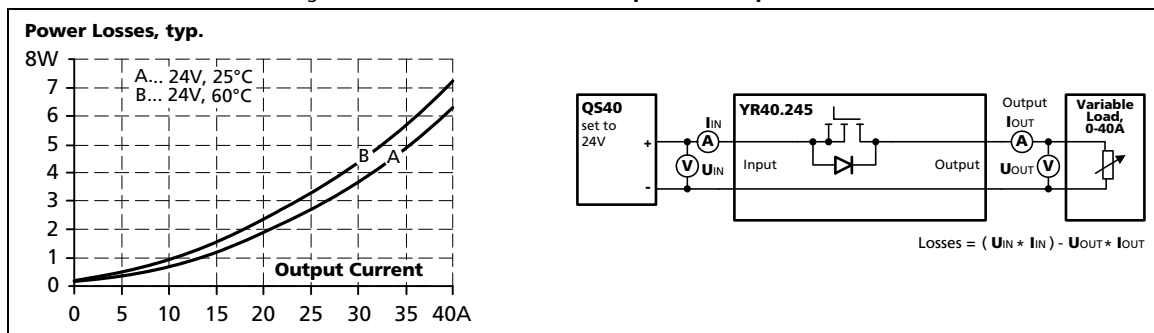 Power Losses, typ.
8W
7
6
5
4
3
2
1
0
A... 24V, 25°C
B... 24V, 60°C
B
A
Output Current
0 5 10 15 20 25 30 35 40A
QS40
set to
24V
+
-
V
UIN
IIN
A
YR40.245
Input
Output
Output
IOUT
A
UOUT
V
Variable
Load,
0-40A
Losses = ( UIN * IIN ) - UOUT * IOUT